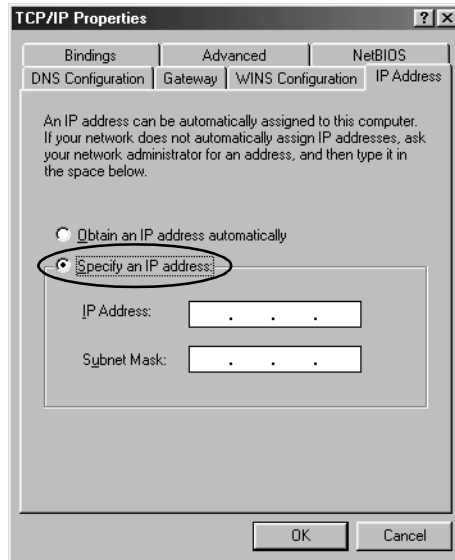 TCP/IP Properties
? x
Bindings Advanced NetBIOS
DNS Configuration Gateway WINS Configuration IP Address
An IP address can be automatically assigned to this computer.
If your network does not automatically assign IP addresses, ask
your network administrator for an address, and then type it in
the space below.
Obtain an IP address automatically
Specify an IP address:
IP Address: . . .
Subnet Mask: . . .
OK Cancel